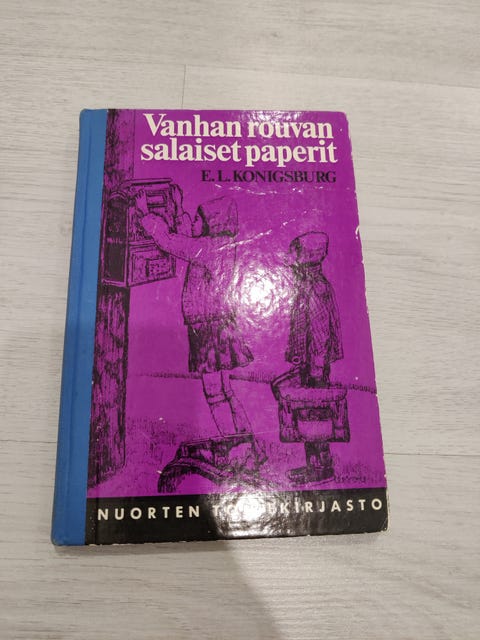 Vanhan rouvan
salaiset paperit
E. L. KONIGSBURG
NUORTEN